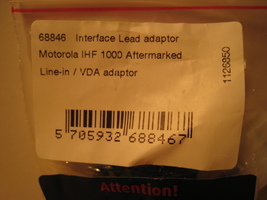 68846 Interface Lead adaptor
Motorola IHF 1000 Aftermarked
Line-in / VDA adaptor
1126850
5 705932 688467
Attention!